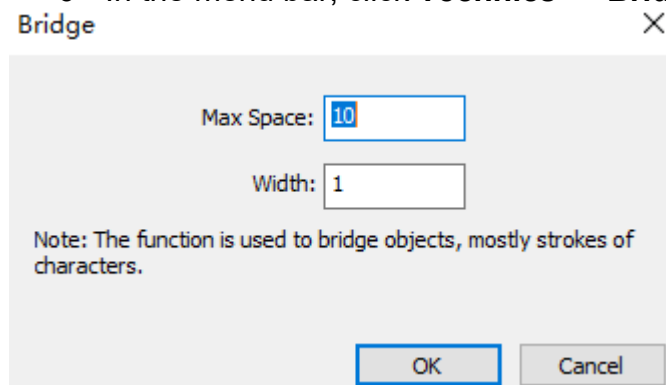 Bridge
Max Space: 10
Width: 1
Note: The function is used to bridge objects, mostly strokes of
characters.
OK Cancel